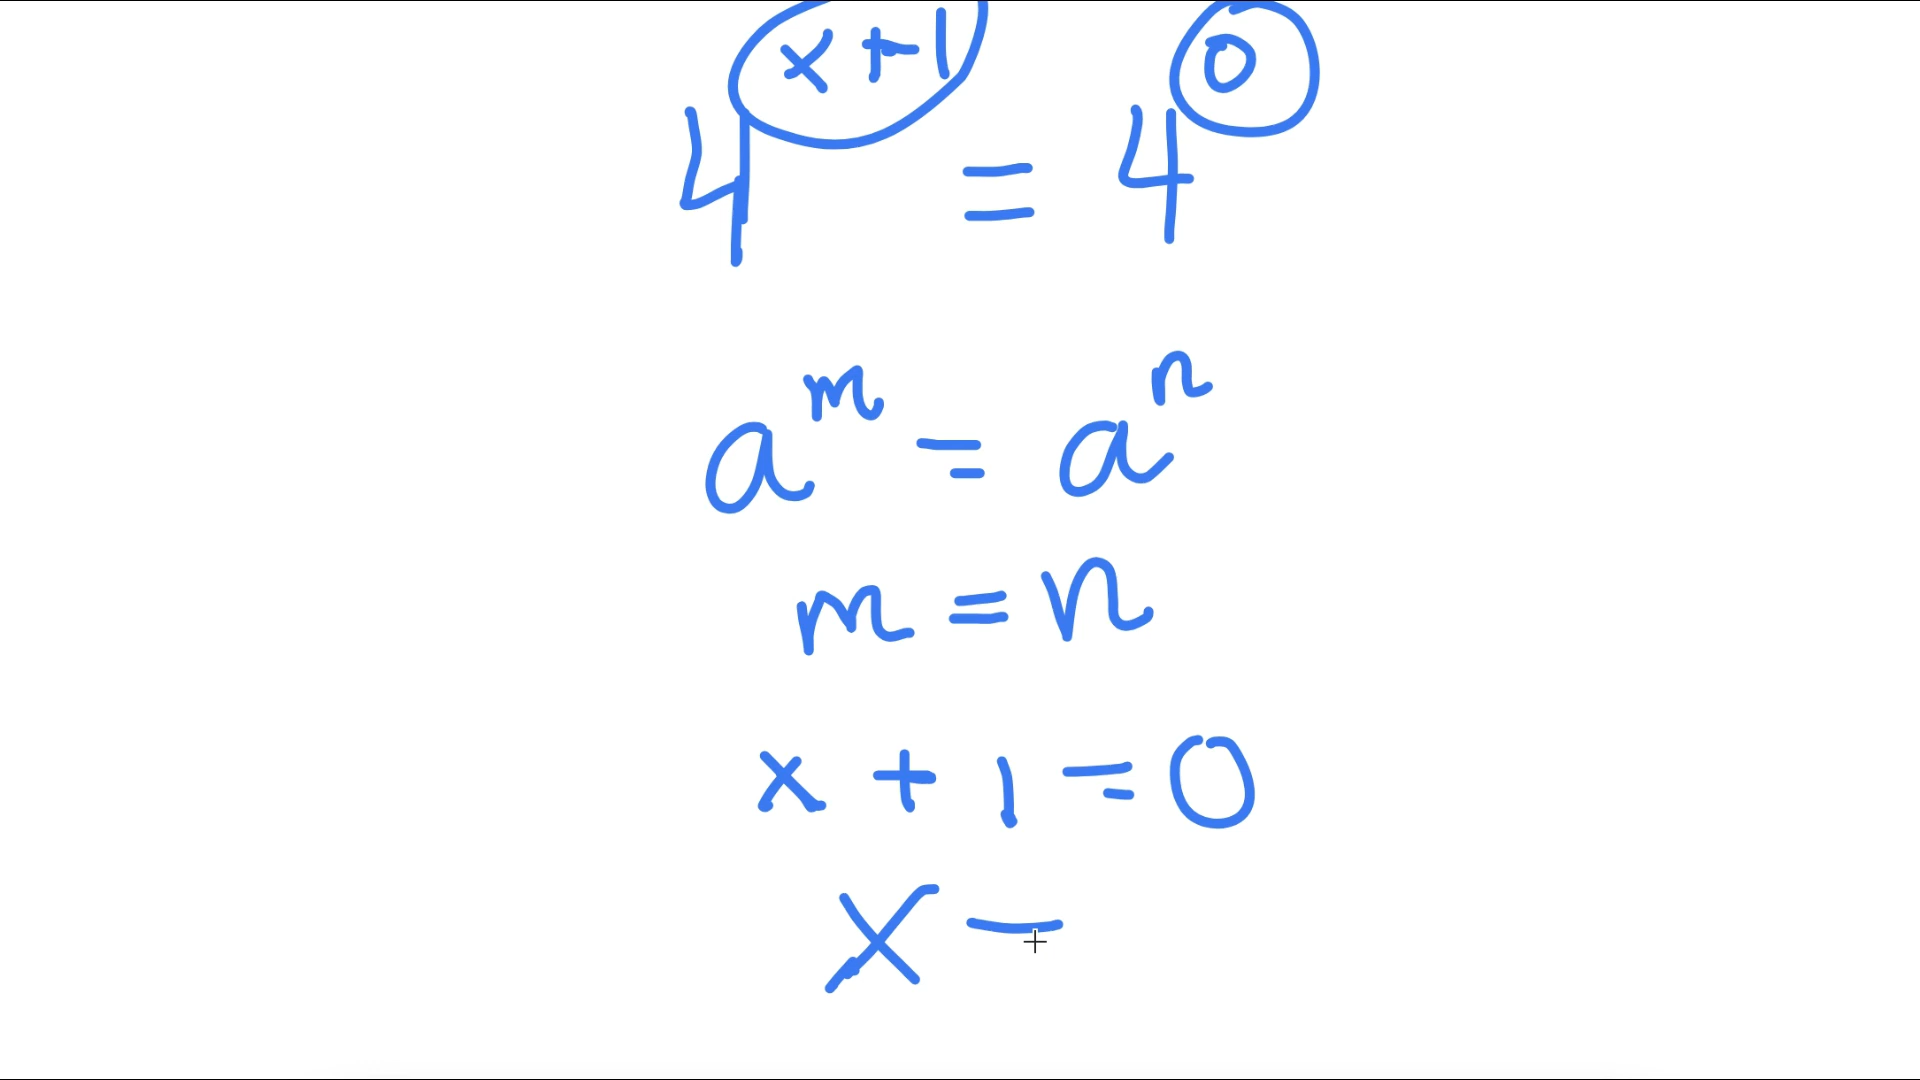 4^{x+1} = 4^0
a^m = a^n
m = n
x + 1 = 0
x −